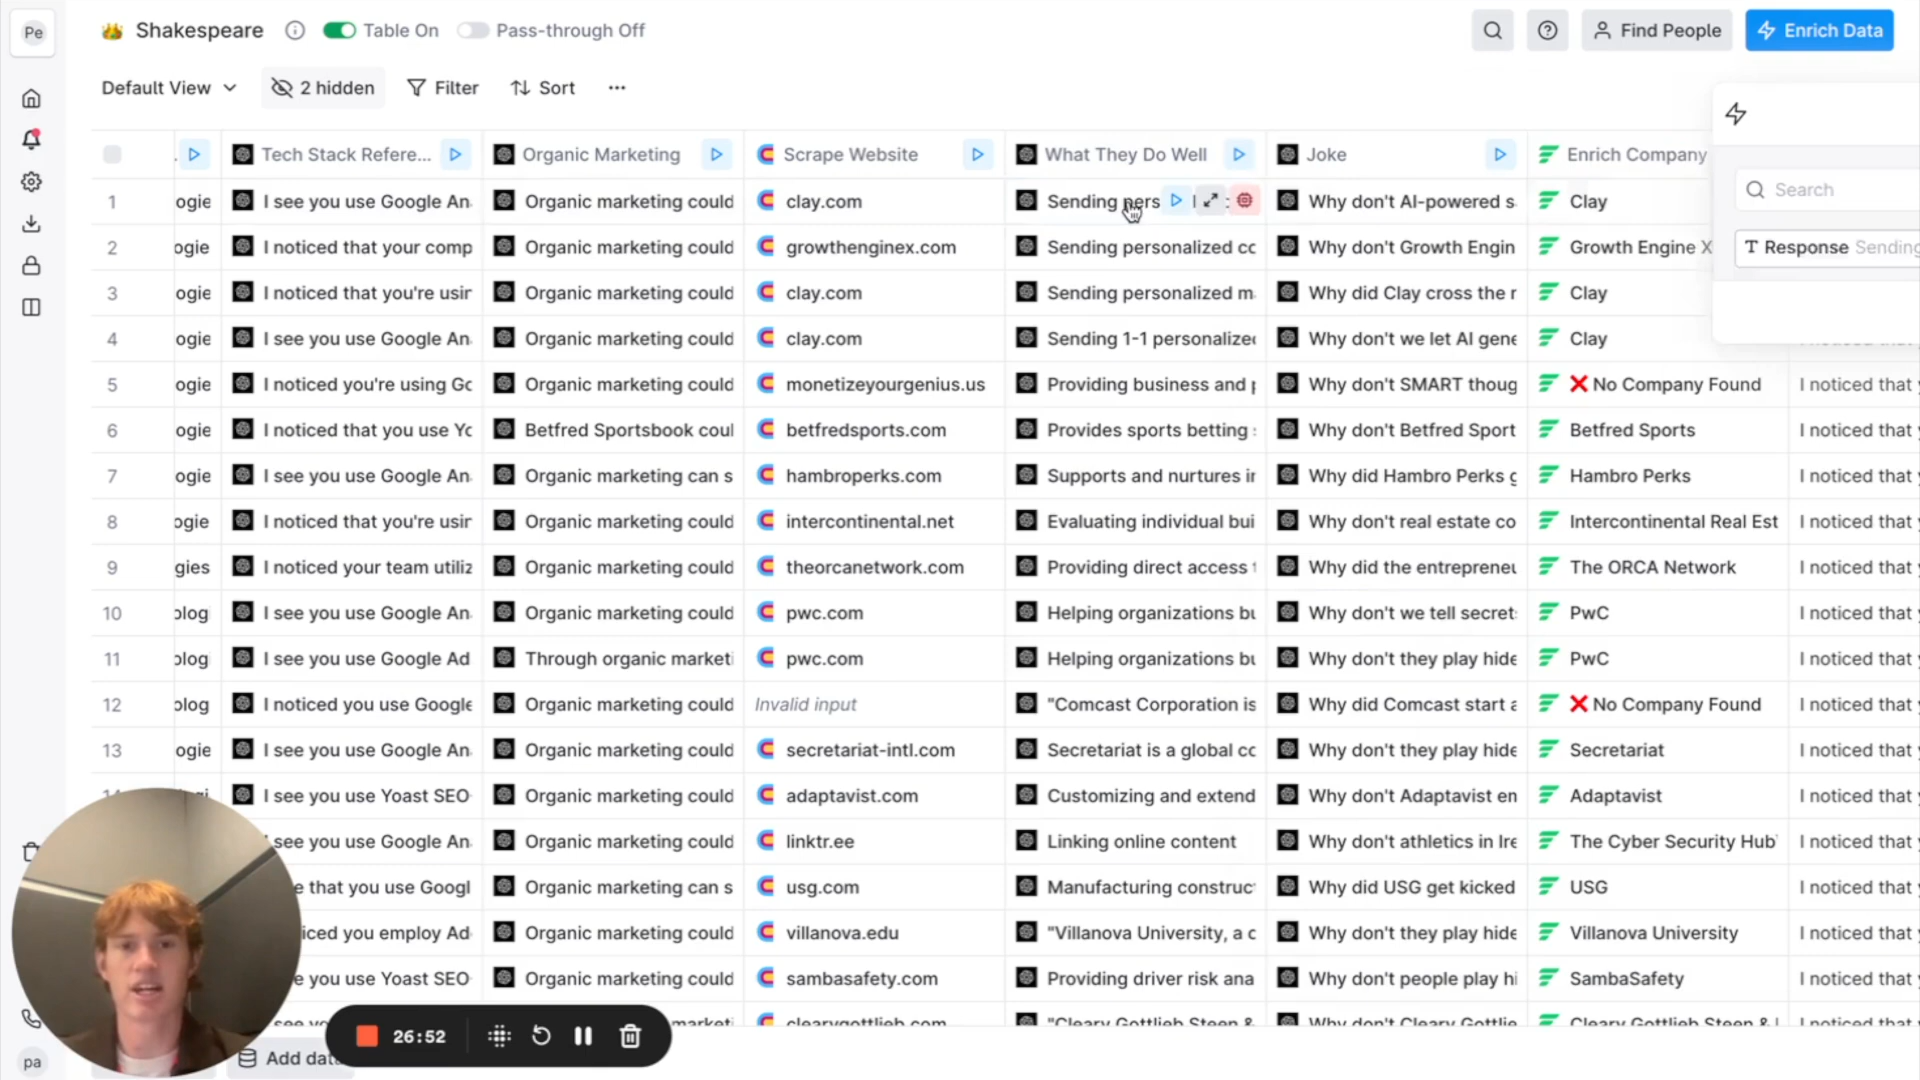 Pe
Shakespeare
Table On
Pass-through Off
Find People
Enrich Data
Default View
2 hidden
Filter
Sort
Tech Stack Refere...
Organic Marketing
Scrape Website
What They Do Well
Joke
Enrich Company
Search
T Response Sending
1 ogie I see you use Google An Organic marketing could clay.com Sending pers Why don't AI-powered s Clay
2 ogie I noticed that your comp Organic marketing could growthenginex.com Sending personalized cc Why don't Growth Engin Growth Engine X
3 ogie I noticed that you're usir Organic marketing could clay.com Sending personalized m Why did Clay cross the r Clay
4 ogie I see you use Google An Organic marketing could clay.com Sending 1-1 personalized Why don't we let AI gene Clay
5 ogie I noticed you're using Gc Organic marketing could monetizeyourgenius.us Providing business and p Why don't SMART thoug No Company Found I noticed that
6 ogie I noticed that you use Yc Betfred Sportsbook coul betfredsports.com Provides sports betting Why don't Betfred Sport Betfred Sports I noticed that
7 ogie I see you use Google An Organic marketing can s hambroperks.com Supports and nurtures ir Why did Hambro Perks g Hambro Perks I noticed that
8 ogie I noticed that you're usir Organic marketing could intercontinental.net Evaluating individual bui Why don't real estate co Intercontinental Real Est I noticed that
9 gies I noticed your team utiliz Organic marketing could theorcanetwork.com Providing direct access t Why did the entrepreneu The ORCA Network I noticed that
10 olog I see you use Google An Organic marketing could pwc.com Helping organizations bu Why don't we tell secret PwC I noticed that
11 olog I see you use Google Ad Through organic marketi pwc.com Helping organizations bu Why don't they play hide PwC I noticed that
12 olog I noticed you use Google Organic marketing could Invalid input "Comcast Corporation is Why did Comcast start a No Company Found I noticed that
13 ogie I see you use Google An Organic marketing could secretariat-intl.com Secretariat is a global cc Why don't they play hide Secretariat I noticed that
I see you use Yoast SEO Organic marketing could adaptavist.com Customizing and extend Why don't Adaptavist en Adaptavist I noticed that
see you use Google An Organic marketing could linktr.ee Linking online content Why don't athletics in Ire The Cyber Security Hub I noticed that
e that you use Googl Organic marketing can s usg.com Manufacturing construc Why did USG get kicked USG I noticed that
iced you employ Ad Organic marketing could villanova.edu "Villanova University, a c Why don't they play hide Villanova University I noticed that
e you use Yoast SEO Organic marketing could sambasafety.com Providing driver risk ana Why don't people play hi SambaSafety I noticed that
clearygottlieb.com "Cleary Gottlieb Steen & Why don't Cleary Gottlie Cleary Gottlieb Steen &
26:52
pa
Add data